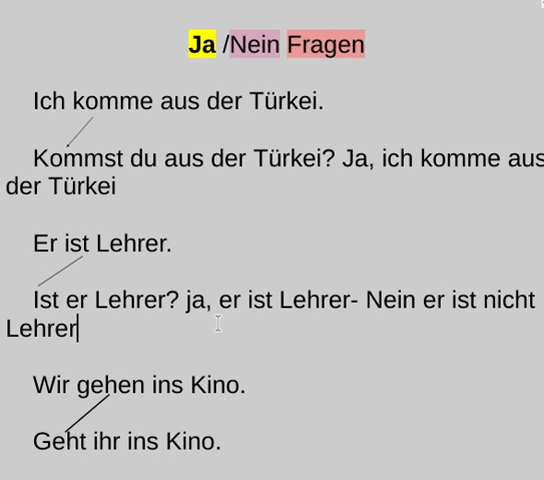 Ja /Nein Fragen
Ich komme aus der Türkei.
Kommst du aus der Türkei? Ja, ich komme aus
der Türkei
Er ist Lehrer.
Ist er Lehrer? ja, er ist Lehrer- Nein er ist nicht
Lehrer
Wir gehen ins Kino.
Geht ihr ins Kino.